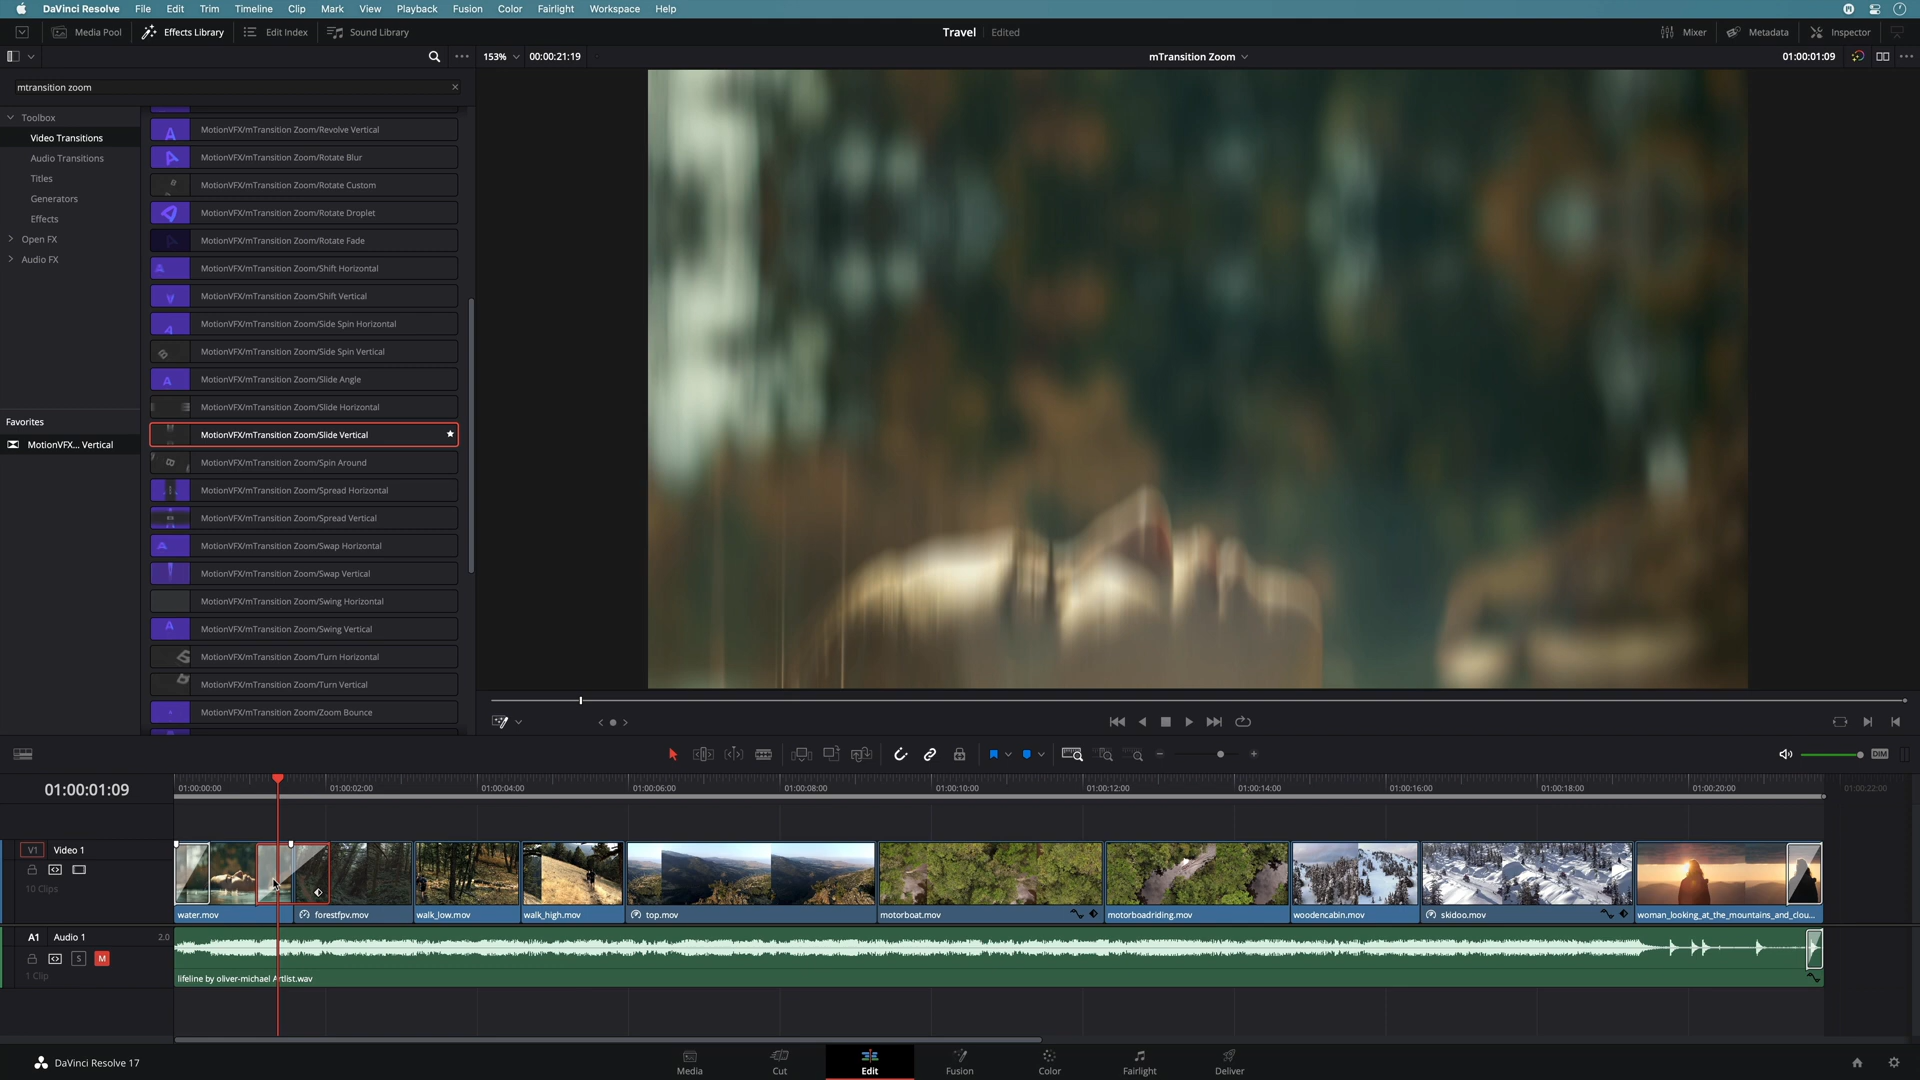 DaVinci Resolve File Edit Trim Timeline Clip Mark View Playback Fusion Color Fairlight Workspace Help
Media Pool Effects Library Edit Index Sound Library Travel Edited Mixer Metadata Inspector
153% 00:00:21:19 mTransition Zoom 01:00:01:09
mtransition zoom
Toolbox
Video Transitions
Audio Transitions
Titles
Generators
Effects
Open FX
Audio FX
Favorites
MotionVFX... Vertical
MotionVFX/mTransition Zoom/Revolve Vertical
MotionVFX/mTransition Zoom/Rotate Blur
MotionVFX/mTransition Zoom/Rotate Custom
MotionVFX/mTransition Zoom/Rotate Droplet
MotionVFX/mTransition Zoom/Rotate Fade
MotionVFX/mTransition Zoom/Shift Horizontal
MotionVFX/mTransition Zoom/Shift Vertical
MotionVFX/mTransition Zoom/Side Spin Horizontal
MotionVFX/mTransition Zoom/Side Spin Vertical
MotionVFX/mTransition Zoom/Slide Angle
MotionVFX/mTransition Zoom/Slide Horizontal
MotionVFX/mTransition Zoom/Slide Vertical
MotionVFX/mTransition Zoom/Spin Around
MotionVFX/mTransition Zoom/Spread Horizontal
MotionVFX/mTransition Zoom/Spread Vertical
MotionVFX/mTransition Zoom/Swap Horizontal
MotionVFX/mTransition Zoom/Swap Vertical
MotionVFX/mTransition Zoom/Swing Horizontal
MotionVFX/mTransition Zoom/Swing Vertical
MotionVFX/mTransition Zoom/Turn Horizontal
MotionVFX/mTransition Zoom/Turn Vertical
MotionVFX/mTransition Zoom/Zoom Bounce
DIM
01:00:01:09
01:00:00:00 01:00:02:00 01:00:04:00 01:00:06:00 01:00:08:00 01:00:10:00 01:00:12:00 01:00:14:00 01:00:16:00 01:00:18:00 01:00:20:00 01:00:22:00
V1 Video 1
10 Clips
water.mov forestfpv.mov walk_low.mov walk_high.mov top.mov motorboat.mov motorboadriding.mov woodencabin.mov skidoo.mov woman_looking_at_the_mountains_and_clou...
A1 Audio 1 2.0
S M
1 Clip
lifeline by oliver-michael Artlist.wav
DaVinci Resolve 17
Media Cut Edit Fusion Color Fairlight Deliver